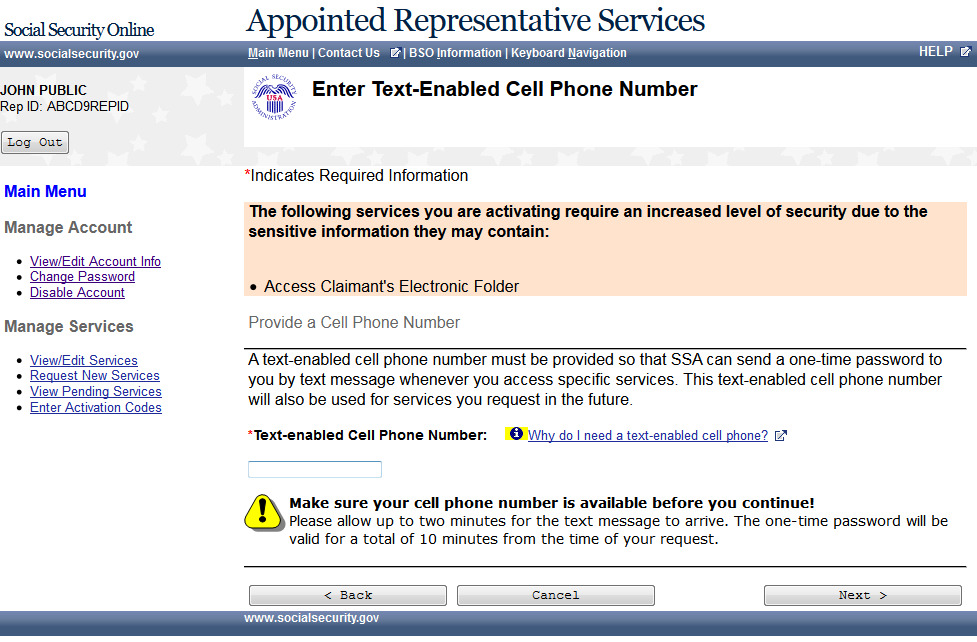 Social Security Online
Appointed Representative Services
www.socialsecurity.gov
Main Menu | Contact Us | BSO Information | Keyboard Navigation
HELP
JOHN PUBLIC
Rep ID: ABCD9REPID
Log Out
SOCIAL SECURITY ADMINISTRATION
USA
Enter Text-Enabled Cell Phone Number
Main Menu
Manage Account
• View/Edit Account Info
• Change Password
• Disable Account
Manage Services
• View/Edit Services
• Request New Services
• View Pending Services
• Enter Activation Codes
*Indicates Required Information
The following services you are activating require an increased level of security due to the
sensitive information they may contain:
• Access Claimant's Electronic Folder
Provide a Cell Phone Number
A text-enabled cell phone number must be provided so that SSA can send a one-time password to
you by text message whenever you access specific services. This text-enabled cell phone number
will also be used for services you request in the future.
*Text-enabled Cell Phone Number: Why do I need a text-enabled cell phone?
Make sure your cell phone number is available before you continue!
Please allow up to two minutes for the text message to arrive. The one-time password will be
valid for a total of 10 minutes from the time of your request.
< Back
Cancel
Next >
www.socialsecurity.gov